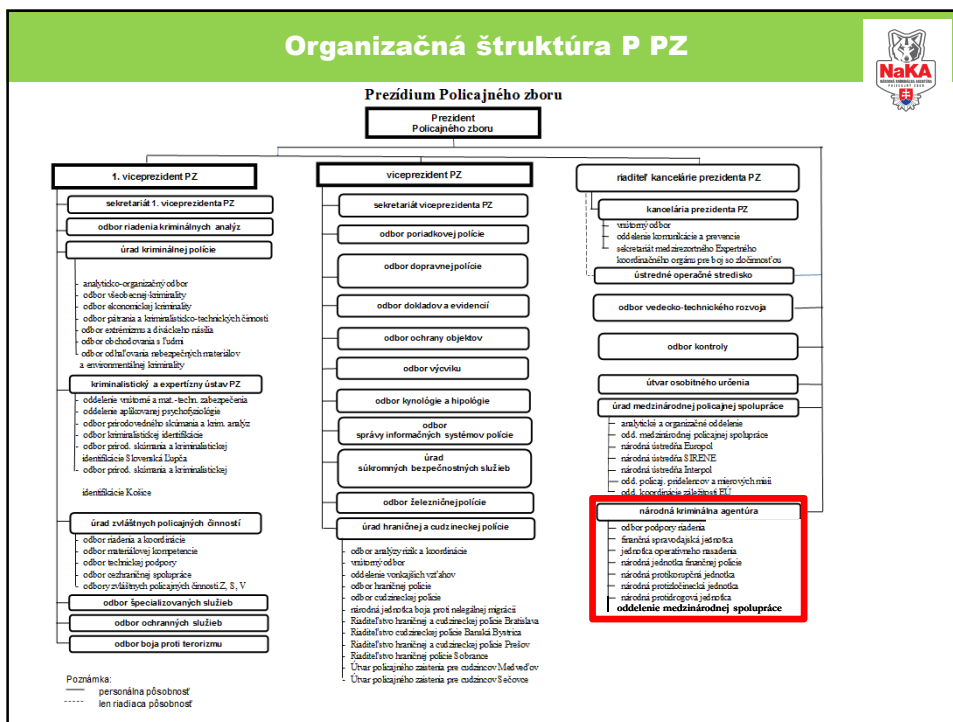 Organizačná štruktúra P PZ
NaKA
NÁRODNÁ KRIMINÁLNA AGENTÚRA
POLICAJNÝ ZBOR
Prezídium Policajného zboru
Prezident
Policajného zboru
1. viceprezident PZ
sekretariát 1. viceprezidenta PZ
odbor riadenia kriminálnych analýz
úrad kriminálnej polície
- analyticko-organizačný odbor
- odbor všeobecnej kriminality
- odbor ekonomickej kriminality
- odbor pátrania a kriminalisticko-technických činností
- odbor extrémizmu a diváckeho násilia
- odbor obchodovania s ľuďmi
- odbor odhaľovania nebezpečných materiálov
a environmentálnej kriminality
kriminalistický a expertízny ústav PZ
- oddelenie vnútorné a mat.-techn. zabezpečenia
- oddelenie aplikovanej psychofyziológie
- odbor prírodovedného skúmania a krim. analýz
- odbor kriminalistickej identifikácie
- odbor prírod. skúmania a kriminalistickej
identifikácie Slovenská Ľupča
- odbor prírod. skúmania a kriminalistickej
identifikácie Košice
úrad zvláštnych policajných činností
- odbor riadenia a koordinácie
- odbor materiálovej kompetencie
- odbor technickej podpory
- odbor cezhraničnej spolupráce
- odbory zvláštnych policajných činností Z, S, V
odbor špecializovaných služieb
odbor ochranných služieb
odbor boja proti terorizmu
viceprezident PZ
sekretariát viceprezidenta PZ
odbor poriadkovej polície
odbor dopravnej polície
odbor dokladov a evidencií
odbor ochrany objektov
odbor výcviku
odbor kynológie a hipológie
odbor
správy informačných systémov polície
úrad
súkromných bezpečnostných služieb
odbor železničnej polície
úrad hraničnej a cudzineckej polície
- odbor analýzy rizík a koordinácie
- vnútorný odbor
- oddelenie vonkajších vzťahov
- odbor hraničnej polície
- odbor cudzineckej polície
- národná jednotka boja proti nelegálnej migrácii
- Riaditeľstvo hraničnej a cudzineckej polície Bratislava
- Riaditeľstvo cudzineckej polície Banská Bystrica
- Riaditeľstvo hraničnej a cudzineckej polície Prešov
- Riaditeľstvo hraničnej polície Sobrance
- Útvar policajného zaistenia pre cudzincov Medveďov
- Útvar policajného zaistenia pre cudzincov Sečovce
riaditeľ kancelárie prezidenta PZ
kancelária prezidenta PZ
vnútorný odbor
oddelenie komunikácie a prevencie
sekretariát medzirezortného Expertného
koordinačného orgánu pre boj so zločinnosťou
ústredné operačné stredisko
odbor vedecko-technického rozvoja
odbor kontroly
útvar osobitného určenia
úrad medzinárodnej policajnej spolupráce
analytické a organizačné oddelenie
odd. medzinárodnej policajnej spolupráce
národná ústredňa Europol
národná ústredňa SIRENE
národná ústredňa Interpol
odd. policaj. pridelencov a mierových misií
odd. koordinácie záležitostí EÚ
národná kriminálna agentúra
odbor podpory riadenia
finančná spravodajská jednotka
jednotka operatívneho nasadenia
národná jednotka finančnej polície
národná protikorupčná jednotka
národná protizločinecká jednotka
národná protidrogová jednotka
oddelenie medzinárodnej spolupráce
Poznámka:
personálna pôsobnosť
len riadiaca pôsobnosť